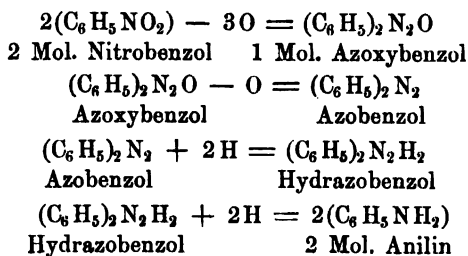 2(C₆H₅NO₂) — 3O = (C₆H₅)₂N₂O
2 Mol. Nitrobenzol 1 Mol. Azoxybenzol
(C₆H₅)₂N₂O — O = (C₆H₅)₂N₂
Azoxybenzol Azobenzol
(C₆H₅)₂N₂ + 2H = (C₆H₅)₂N₂H₂
Azobenzol Hydrazobenzol
(C₆H₅)₂N₂H₂ + 2H = 2(C₆H₅NH₂)
Hydrazobenzol 2 Mol. Anilin